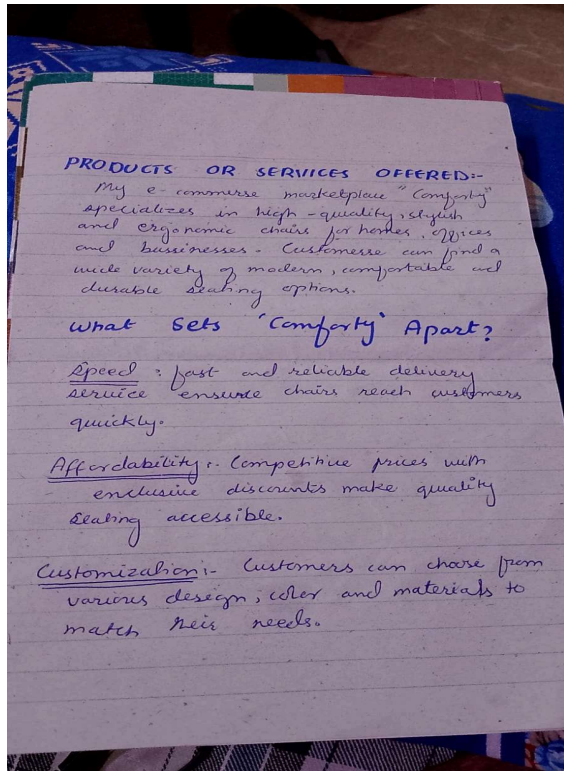 PRODUCTS OR SERVICES OFFERED:-
My e-commerse marketplace "Comforty"
specializes in high-quality, stylish
and ergonomic chairs for homes, offices
and bussinesses. Customesse can find a
wide variety of modern, comfortable and
durable seating options.
What Sets 'Comforty' Apart?
Speed : fast and reliable delivery
service ensure chairs reach customers
quickly.
Affordability:- Competitive prices with
enclusive discounts make quality
seating accessible.
Customization:- Customers can choose from
various design, color and materials to
match their needs.